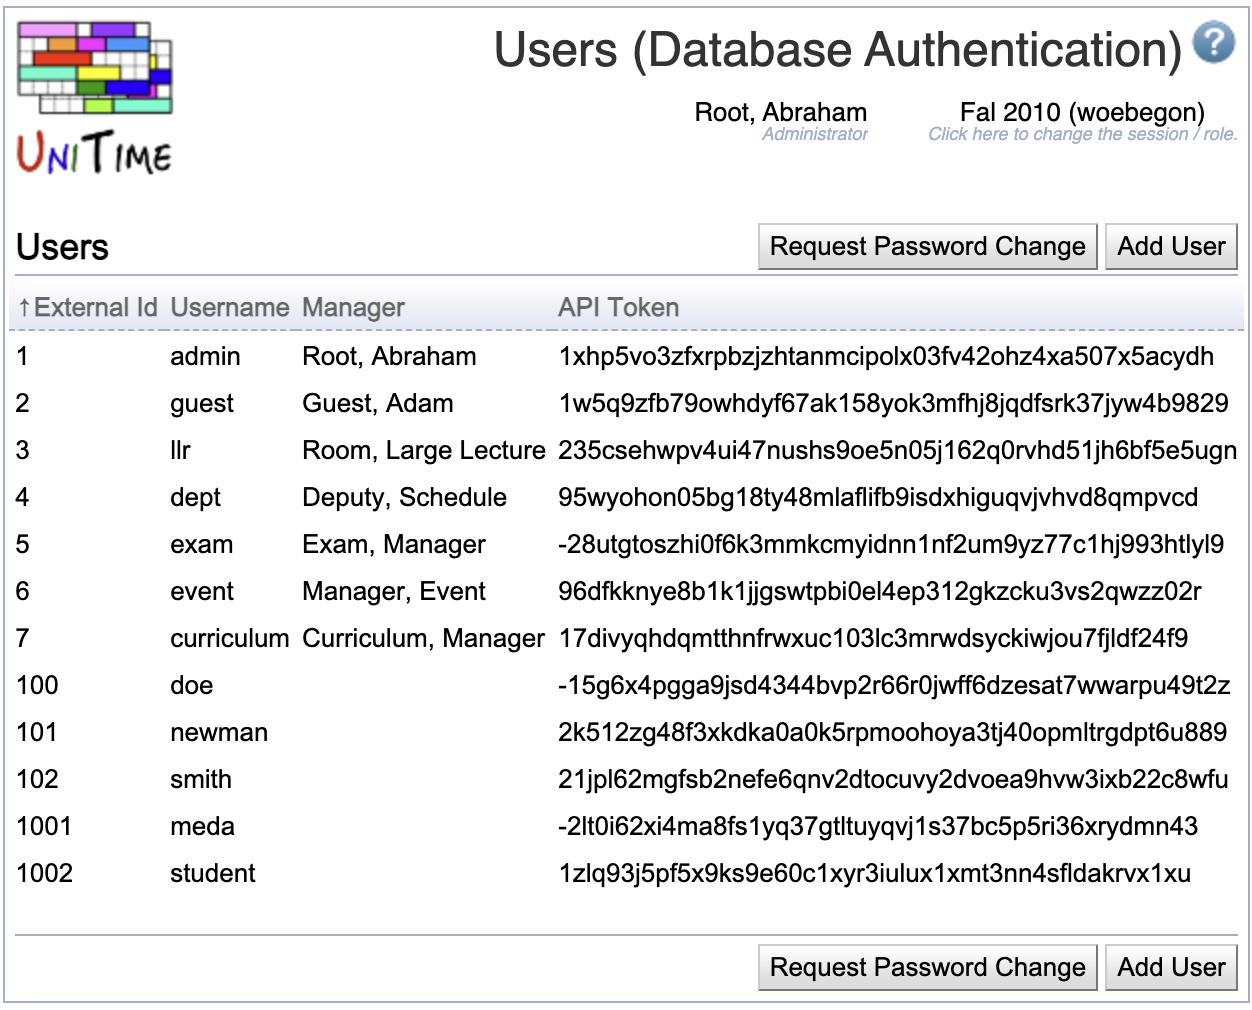 Users (Database Authentication) ?
UniTime
Root, Abraham
Administrator
Fal 2010 (woebegon)
Click here to change the session / role.
Users Request Password Change Add User
↑External Id Username Manager API Token
1 admin Root, Abraham 1xhp5vo3zfxrpbzjzhtanmcipolx03fv42ohz4xa507x5acydh
2 guest Guest, Adam 1w5q9zfb79owhdyf67ak158yok3mfhj8jqdfsrk37jyw4b9829
3 llr Room, Large Lecture 235csehwpv4ui47nushs9oe5n05j162q0rvhd51jh6bf5e5ugn
4 dept Deputy, Schedule 95wyohon05bg18ty48mlaflifb9isdxhiguqvjvhvd8qmpvcd
5 exam Exam, Manager -28utgtoszhi0f6k3mmkcmyidnn1nf2um9yz77c1hj993htlyl9
6 event Manager, Event 96dfkknye8b1k1jjgswtpbi0el4ep312gkzcku3vs2qwzz02r
7 curriculum Curriculum, Manager 17divyqhdqmtthnfrwxuc103lc3mrwdsyckiwjou7fjldf24f9
100 doe -15g6x4pgga9jsd4344bvp2r66r0jwff6dzesat7wwarpu49t2z
101 newman 2k512zg48f3xkdka0a0k5rpmoohoya3tj40opmltrgdpt6u889
102 smith 21jpl62mgfsb2nefe6qnv2dtocuvy2dvoea9hvw3ixb22c8wfu
1001 meda -2lt0i62xi4ma8fs1yq37gtltuyqvj1s37bc5p5ri36xrydmn43
1002 student 1zlq93j5pf5x9ks9e60c1xyr3iulux1xmt3nn4sfldakrvx1xu
Request Password Change Add User